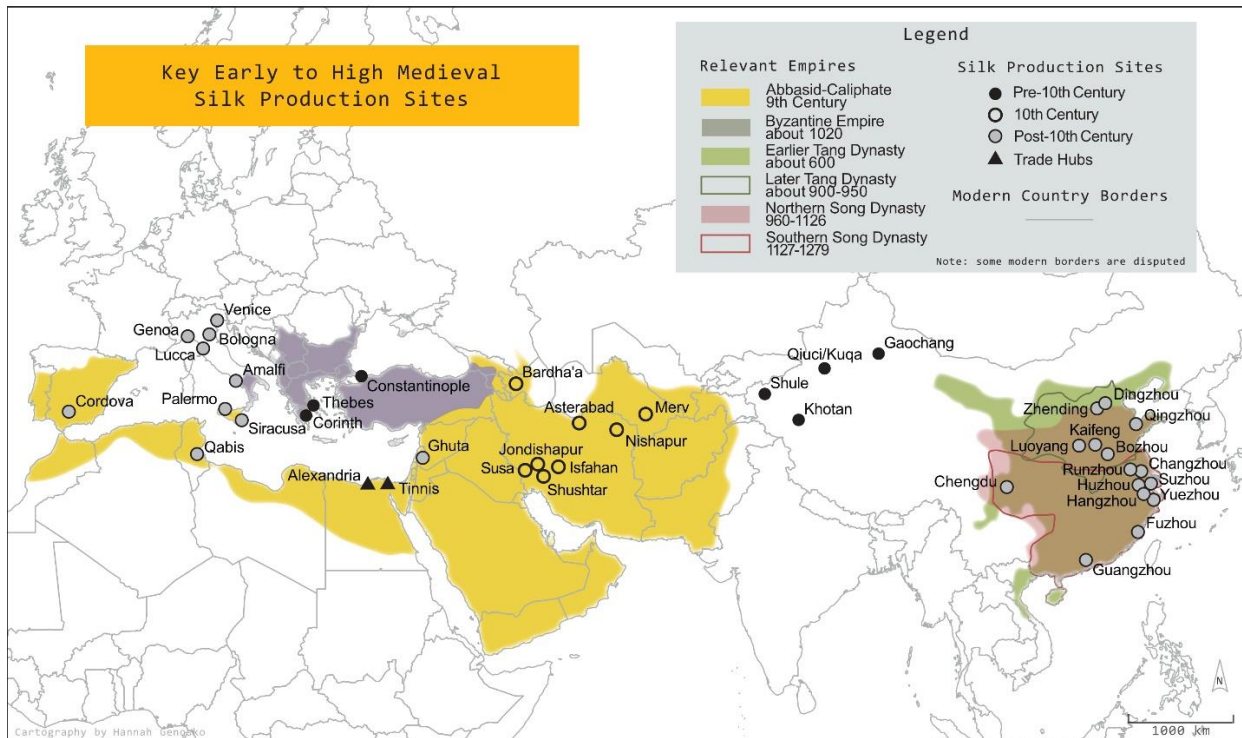 Key Early to High Medieval
Silk Production Sites
Legend
Relevant Empires
Abbasid-Caliphate
9th Century
Byzantine Empire
about 1020
Earlier Tang Dynasty
about 600
Later Tang Dynasty
about 900-950
Northern Song Dynasty
960-1126
Southern Song Dynasty
1127-1279
Silk Production Sites
Pre-10th Century
10th Century
Post-10th Century
Trade Hubs
Modern Country Borders
Note: some modern borders are disputed
Venice
Genoa
Bologna
Lucca
Amalfi
Palermo
Cordova
Siracusa
Qabis
Constantinople
Thebes
Corinth
Alexandria
Tinnis
Ghuta
Bardha'a
Asterabad
Merv
Nishapur
Jondishapur
Susa
Isfahan
Shushtar
Gaochang
Qiuci/Kuqa
Shule
Khotan
Dingzhou
Zhending
Qingzhou
Kaifeng
Luoyang
Bozhou
Runzhou
Changzhou
Suzhou
Huzhou
Yuezhou
Hangzhou
Chengdu
Fuzhou
Guangzhou
N
1000 km
Cartography by Hannah Genosko